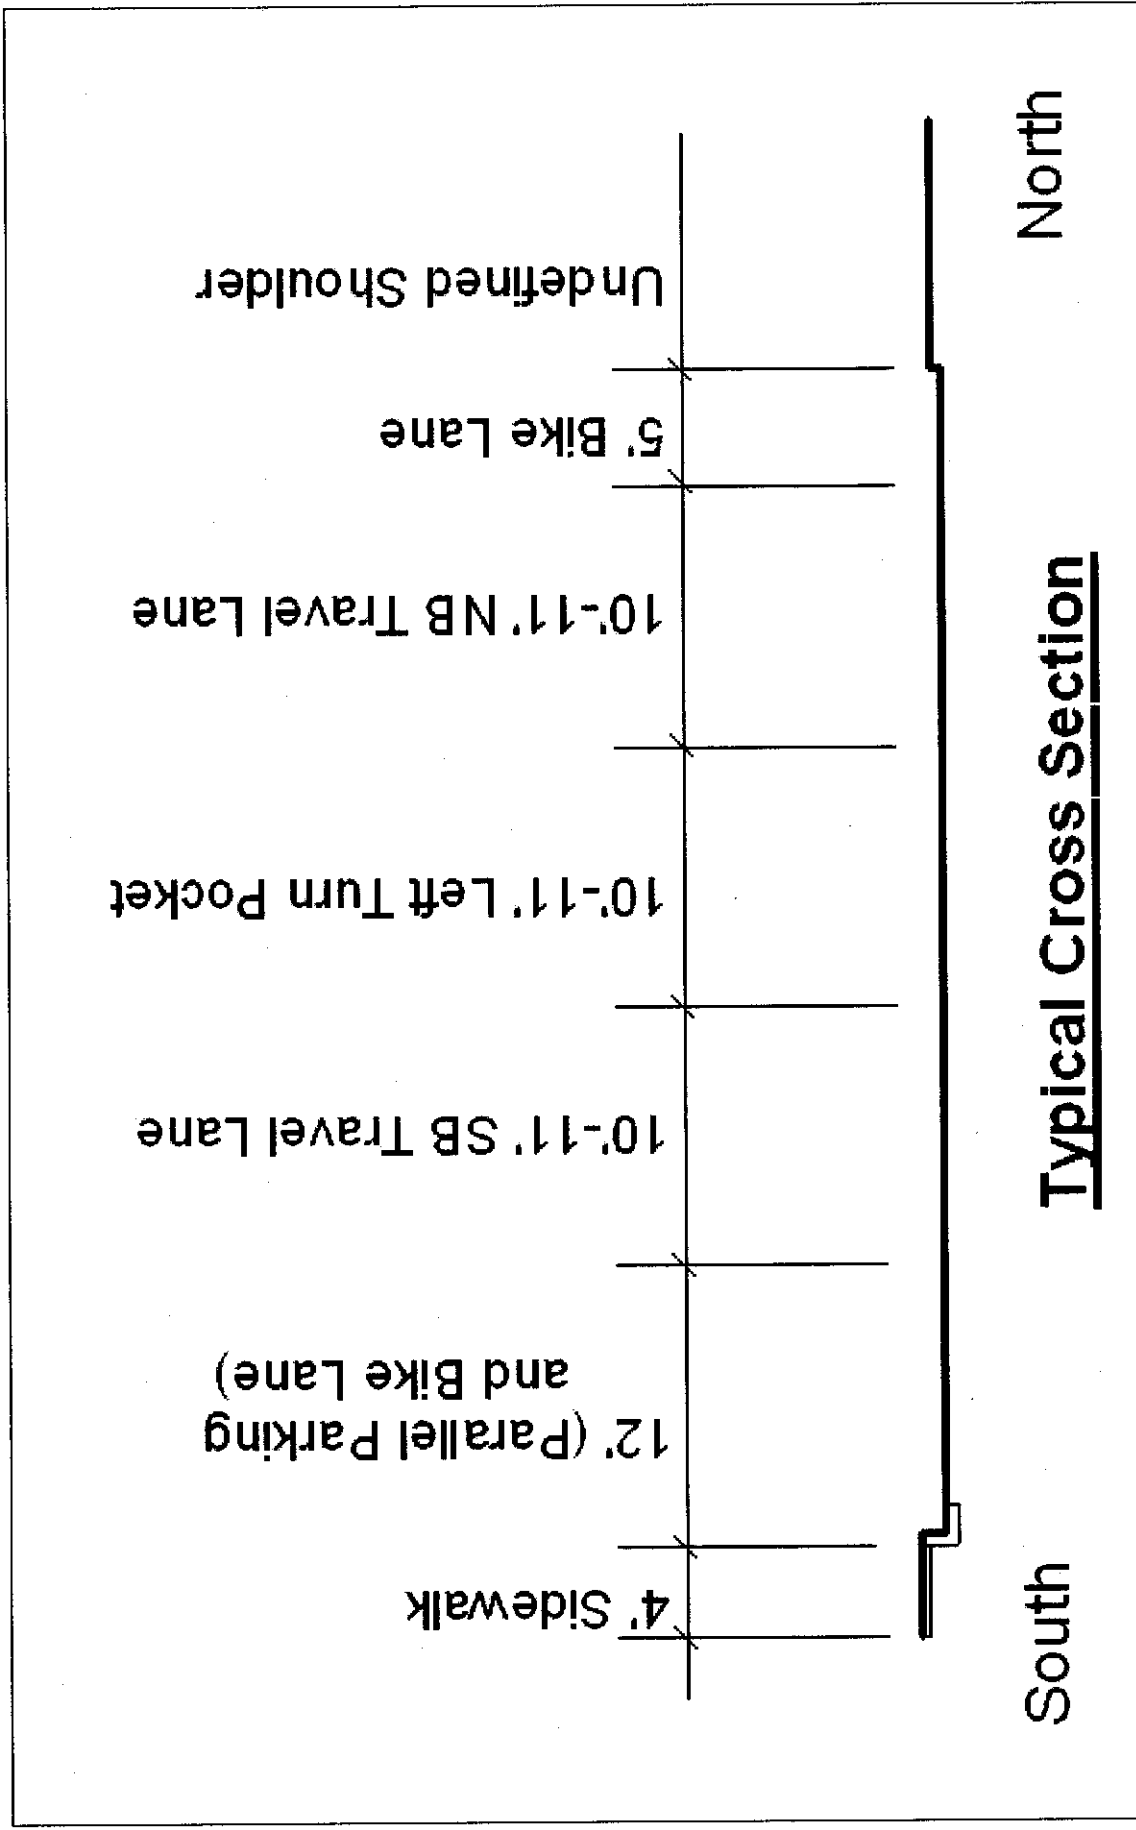 4' Sidewalk
12' (Parallel Parking
and Bike Lane)
10'-11' SB Travel Lane
10'-11' Left Turn Pocket
10'-11' NB Travel Lane
5' Bike Lane
Undefined Shoulder
South
North
Typical Cross Section